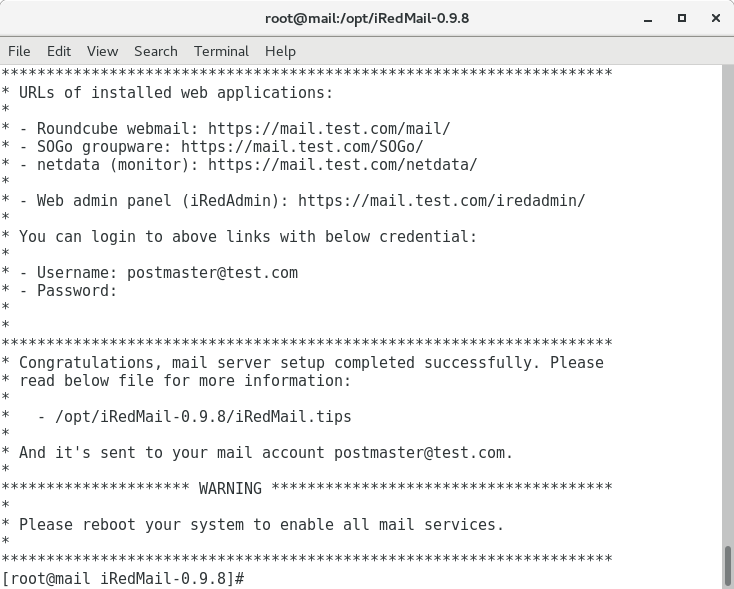 root@mail:/opt/iRedMail-0.9.8
File Edit View Search Terminal Help
********************************************************************
* URLs of installed web applications:
*
* - Roundcube webmail: https://mail.test.com/mail/
* - SOGo groupware: https://mail.test.com/SOGo/
* - netdata (monitor): https://mail.test.com/netdata/
*
* - Web admin panel (iRedAdmin): https://mail.test.com/iredadmin/
*
* You can login to above links with below credential:
*
* - Username: postmaster@test.com
* - Password:
*
*
********************************************************************
* Congratulations, mail server setup completed successfully. Please
* read below file for more information:
*
*   - /opt/iRedMail-0.9.8/iRedMail.tips
*
* And it's sent to your mail account postmaster@test.com.
*
********************* WARNING **************************************
*
* Please reboot your system to enable all mail services.
*
********************************************************************
[root@mail iRedMail-0.9.8]#